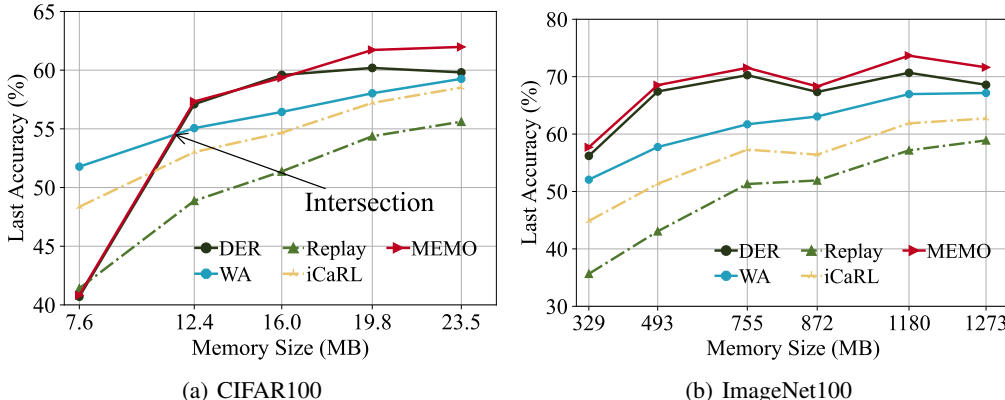 65
60
55
50
45
40
Last Accuracy (%)
Intersection
DER
Replay
MEMO
WA
iCaRL
7.6
12.4
16.0
19.8
23.5
Memory Size (MB)
(a) CIFAR100
80
70
60
50
40
30
Last Accuracy (%)
DER
Replay
MEMO
WA
iCaRL
329
493
755
872
1180
1273
Memory Size (MB)
(b) ImageNet100